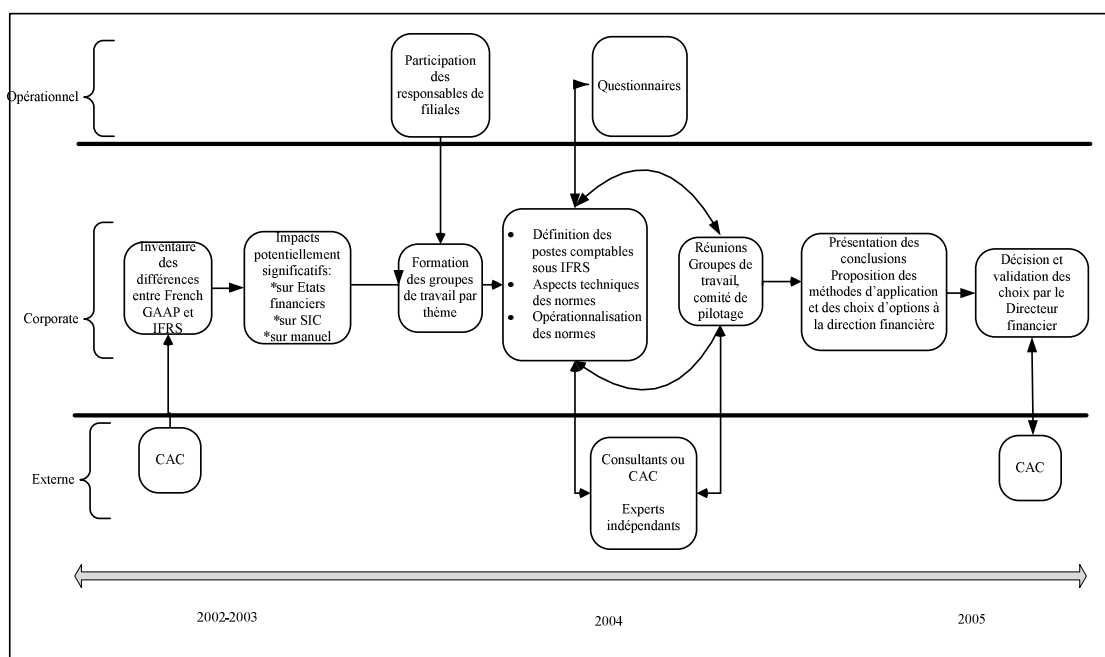 Opérationnel
Participation
des
responsables de
filiales
Questionnaires
Corporate
Inventaire
des
différences
entre French
GAAP et
IFRS
Impacts
potentiellement
significatifs:
*sur Etats
financiers
*sur SIC
*sur manuel
Formation
des groupes
de travail par
thème
• Définition des
postes comptables
sous IFRS
• Aspects techniques
des normes
• Opérationnalisation
des normes
Réunions
Groupes de
travail,
comité de
pilotage
Présentation des
conclusions
Proposition des
méthodes d’application
et des choix d’options à
la direction financière
Décision et
validation des
choix par le
Directeur
financier
Externe
CAC
Consultants ou
CAC
Experts
indépendants
CAC
2002-2003
2004
2005